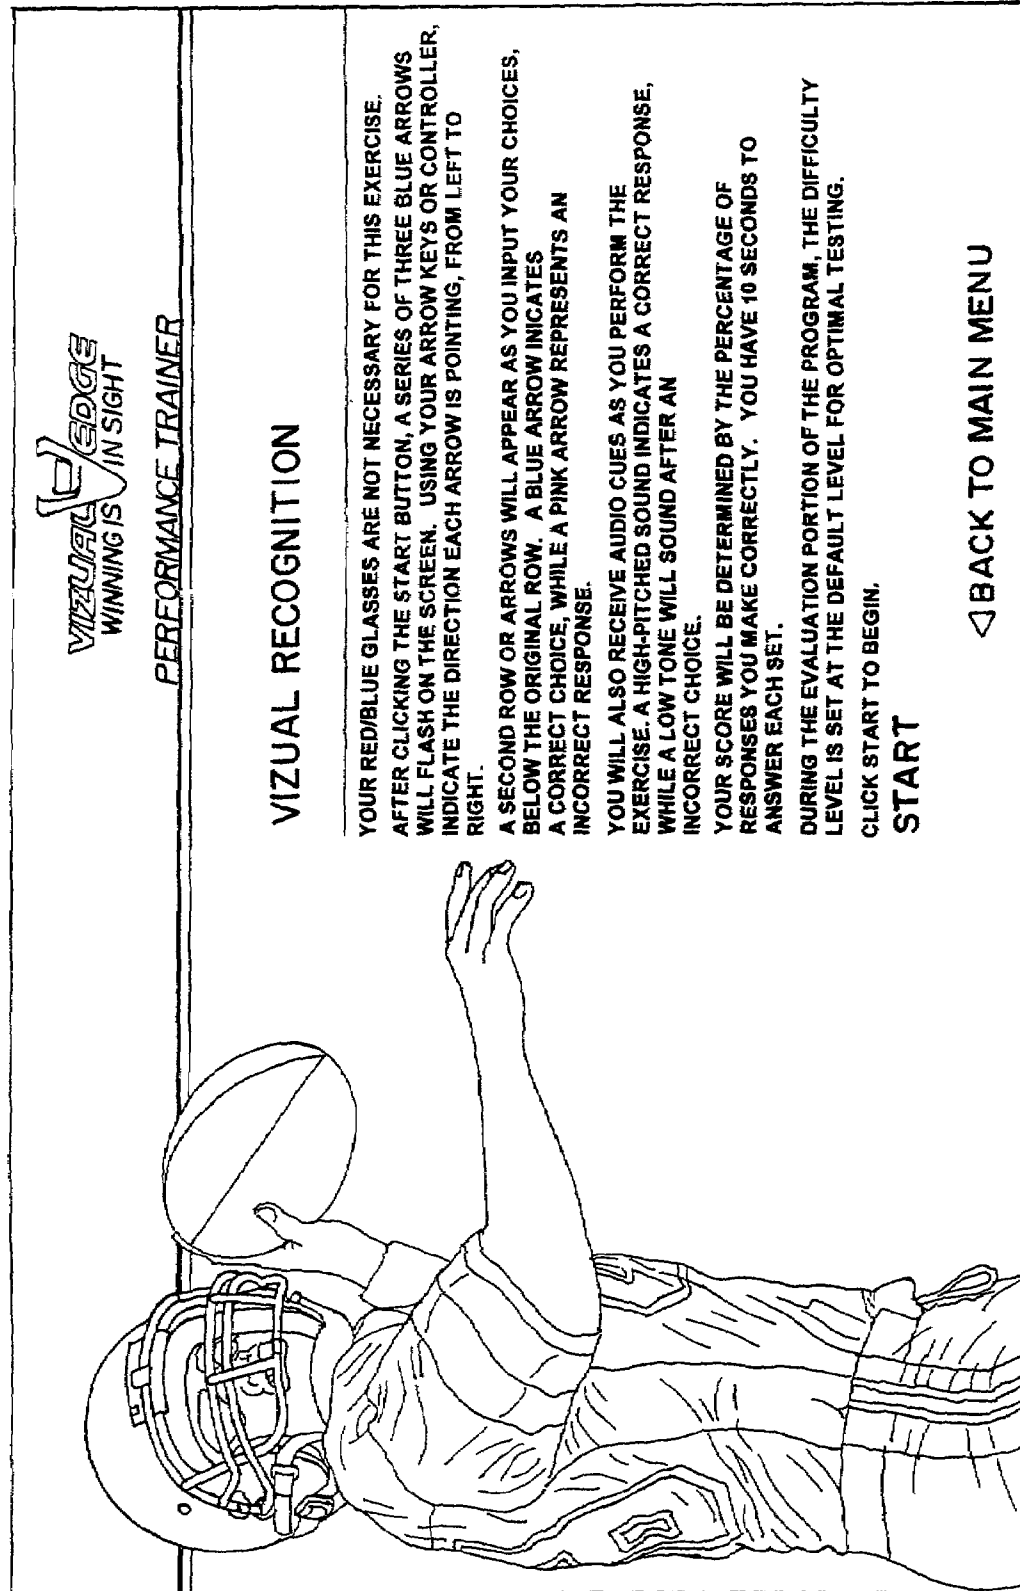 VIZUAL EDGE
WINNING IS IN SIGHT
PERFORMANCE TRAINER
VIZUAL RECOGNITION
YOUR RED/BLUE GLASSES ARE NOT NECESSARY FOR THIS EXERCISE.
AFTER CLICKING THE START BUTTON, A SERIES OF THREE BLUE ARROWS
WILL FLASH ON THE SCREEN. USING YOUR ARROW KEYS OR CONTROLLER,
INDICATE THE DIRECTION EACH ARROW IS POINTING, FROM LEFT TO
RIGHT.
A SECOND ROW OR ARROWS WILL APPEAR AS YOU INPUT YOUR CHOICES,
BELOW THE ORIGINAL ROW. A BLUE ARROW INICATES
A CORRECT CHOICE, WHILE A PINK ARROW REPRESENTS AN
INCORRECT RESPONSE.
YOU WILL ALSO RECEIVE AUDIO CUES AS YOU PERFORM THE
EXERCISE. A HIGH-PITCHED SOUND INDICATES A CORRECT RESPONSE,
WHILE A LOW TONE WILL SOUND AFTER AN
INCORRECT CHOICE.
YOUR SCORE WILL BE DETERMINED BY THE PERCENTAGE OF
RESPONSES YOU MAKE CORRECTLY. YOU HAVE 10 SECONDS TO
ANSWER EACH SET.
DURING THE EVALUATION PORTION OF THE PROGRAM, THE DIFFICULTY
LEVEL IS SET AT THE DEFAULT LEVEL FOR OPTIMAL TESTING.
CLICK START TO BEGIN.
START
◁BACK TO MAIN MENU